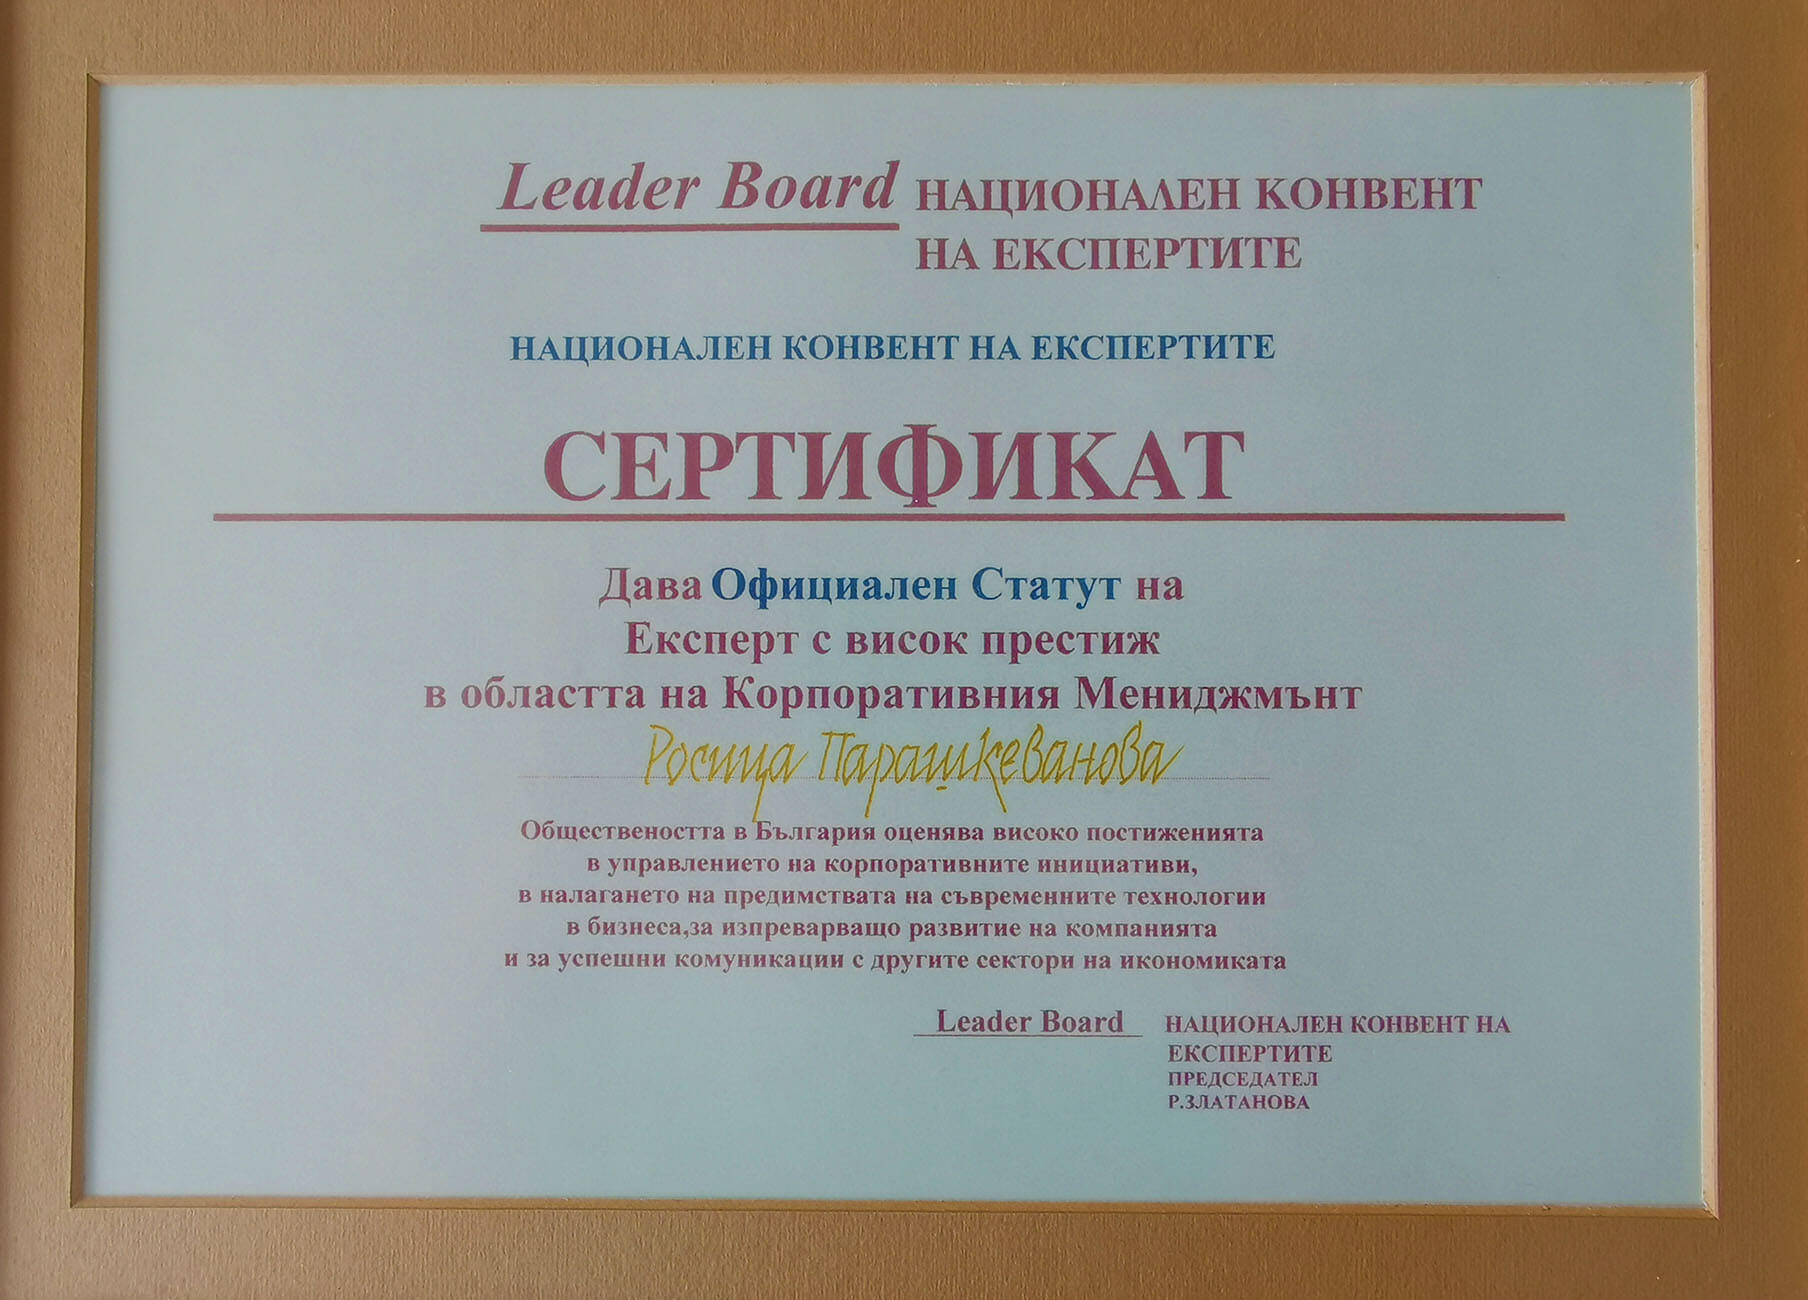 Leader Board НАЦИОНАЛЕН КОНВЕНТ
НА ЕКСПЕРТИТЕ
НАЦИОНАЛЕН КОНВЕНТ НА ЕКСПЕРТИТЕ
СЕРТИФИКАТ
Дава Официален Статут на
Експерт с висок престиж
в областта на Корпоративния Мениджмънт
Росица Парашкеванова
Обществеността в България оценява високо постиженията
в управлението на корпоративните инициативи,
в налагането на предимствата на съвременните технологии
в бизнеса,за изпреварващо развитие на компанията
и за успешни комуникации с другите сектори на икономиката
Leader Board НАЦИОНАЛЕН КОНВЕНТ НА
ЕКСПЕРТИТЕ
ПРЕДСЕДАТЕЛ
Р.ЗЛАТАНОВА